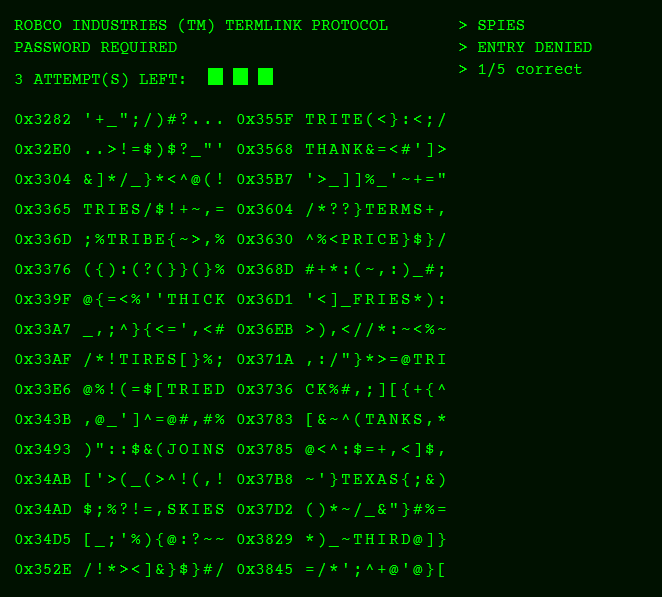 ROBCO INDUSTRIES (TM) TERMLINK PROTOCOL
PASSWORD REQUIRED
3 ATTEMPT(S) LEFT: ■ ■ ■
0x3282 '+_";/)#?... 0x355F TRITE(<}:<;/
0x32E0 ..>!=$)$?_"' 0x3568 THANK&=<#']>
0x3304 &]*/_}*<^@(! 0x35B7 '>_]]%_'~+="
0x3365 TRIES/$!+~,= 0x3604 /*??}TERMS+,
0x336D ;%TRIBE{~>,% 0x3630 ^%<PRICE}$}/
0x3376 ({):(?(}}(}% 0x368D #+*:(~,:)_#;
0x339F @{=<%''THICK 0x36D1 '<]_FRIES*):
0x33A7 _,;^}{<=',<# 0x36EB >),<//*:~<%~
0x33AF /*!TIRES[}%; 0x371A ,:/"}*>=@TRI
0x33E6 @%!(=$[TRIED 0x3736 CK%#,;][{+{^
0x343B ,@_']^=@#,#% 0x3783 [&~^(TANKS,*
0x3493 )"::$&(JOINS 0x3785 @<^:$=+,<]$,
0x34AB ['>(_(>^!(,! 0x37B8 ~'}TEXAS{;&)
0x34AD $;%?!=,SKIES 0x37D2 ()*~/_&"}#%=
0x34D5 [_;'%){@:?~~ 0x3829 *)_~THIRD@]}
0x352E /!*><]&}$}#/ 0x3845 =/*';^+@'@}[
> SPIES
> ENTRY DENIED
> 1/5 correct